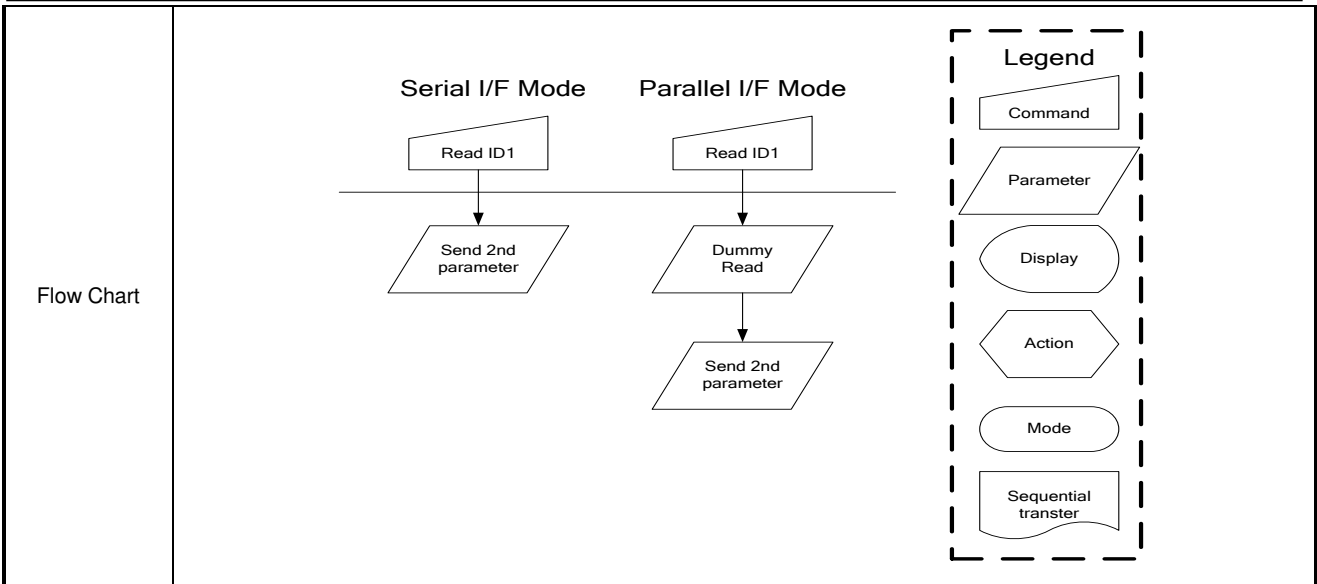 Flow Chart
Serial I/F Mode
Read ID1
Send 2nd
parameter
Parallel I/F Mode
Read ID1
Dummy
Read
Send 2nd
parameter
Legend
Command
Parameter
Display
Action
Mode
Sequential
transter